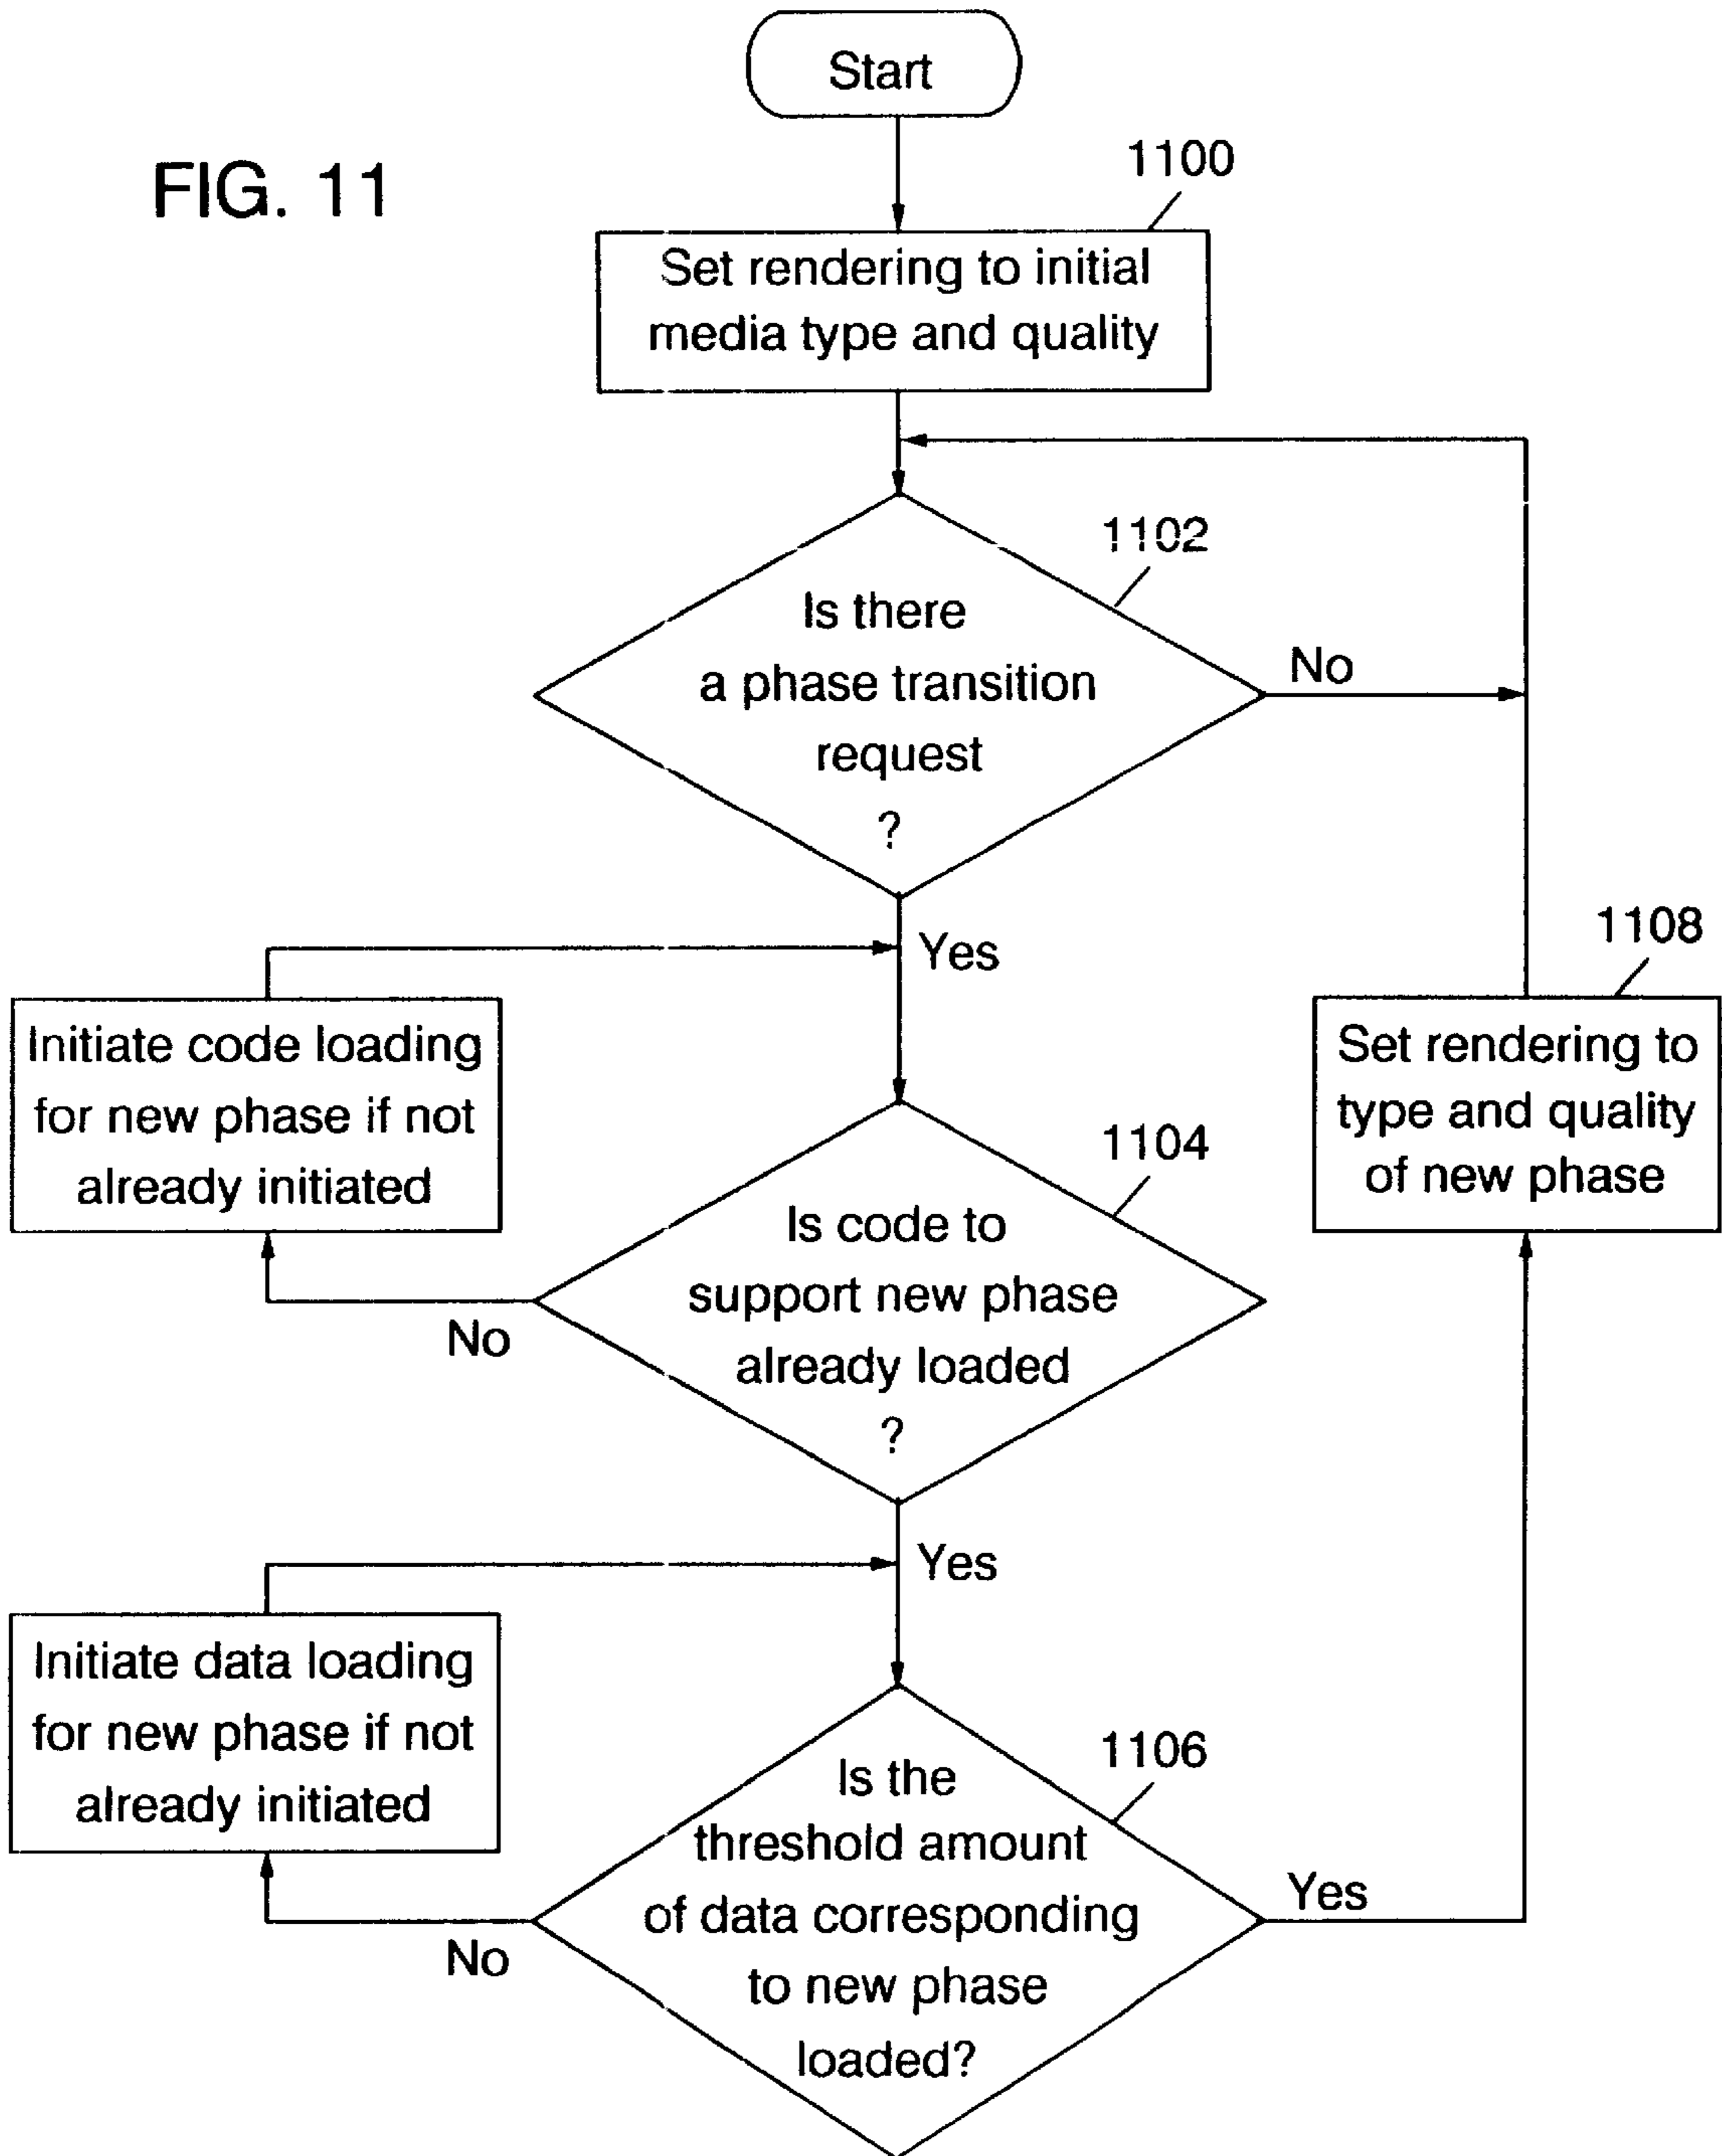 Start
FIG. 11
1100
Set rendering to initial
media type and quality
1102
Is there
a phase transition
request
?
No
Yes
1108
Initiate code loading
for new phase if not
already initiated
Set rendering to
type and quality
of new phase
1104
Is code to
support new phase
already loaded
?
No
Yes
Initiate data loading
for new phase if not
already initiated
1106
Is the
threshold amount
of data corresponding
to new phase
loaded?
Yes
No